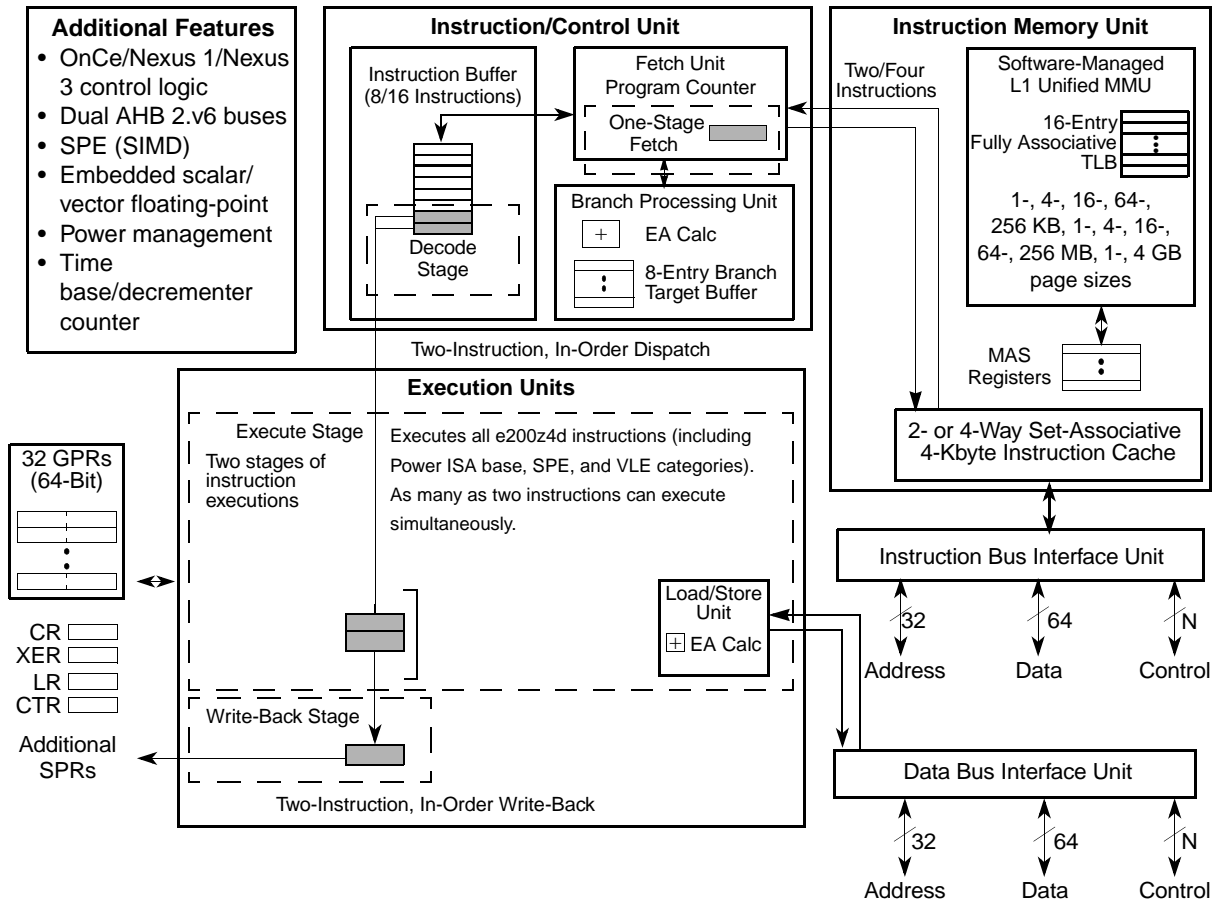 Additional Features
• OnCe/Nexus 1/Nexus
3 control logic
• Dual AHB 2.v6 buses
• SPE (SIMD)
• Embedded scalar/
vector floating-point
• Power management
• Time
base/decrementer
counter
Instruction/Control Unit
Instruction Buffer
(8/16 Instructions)
Decode
Stage
Fetch Unit
Program Counter
One-Stage
Fetch
Branch Processing Unit
+ EA Calc
8-Entry Branch
Target Buffer
Two-Instruction, In-Order Dispatch
Two/Four
Instructions
Instruction Memory Unit
Software-Managed
L1 Unified MMU
16-Entry
Fully Associative
TLB
1-, 4-, 16-, 64-,
256 KB, 1-, 4-, 16-,
64-, 256 MB, 1-, 4 GB
page sizes
MAS
Registers
2- or 4-Way Set-Associative
4-Kbyte Instruction Cache
Execution Units
Execute Stage
Two stages of
instruction
executions
Executes all e200z4d instructions (including
Power ISA base, SPE, and VLE categories).
As many as two instructions can execute
simultaneously.
Load/Store
Unit
+ EA Calc
Write-Back Stage
Two-Instruction, In-Order Write-Back
32 GPRs
(64-Bit)
CR
XER
LR
CTR
Additional
SPRs
Instruction Bus Interface Unit
32 64 N
Address Data Control
Data Bus Interface Unit
32 64 N
Address Data Control